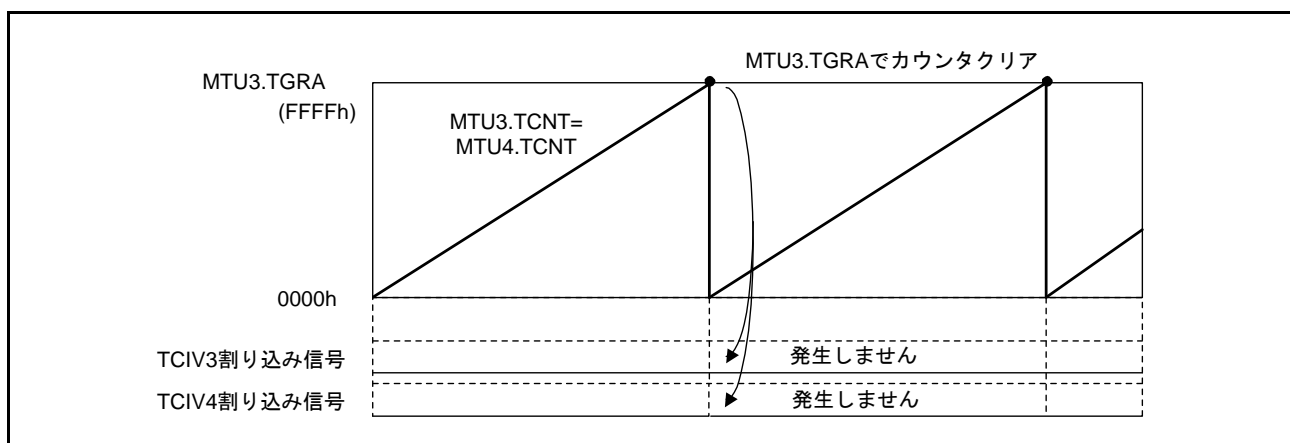 MTU3.TGRAでカウンタクリア
MTU3.TGRA
(FFFFh)
MTU3.TCNT=
MTU4.TCNT
0000h
TCIV3割り込み信号
発生しません
TCIV4割り込み信号
発生しません